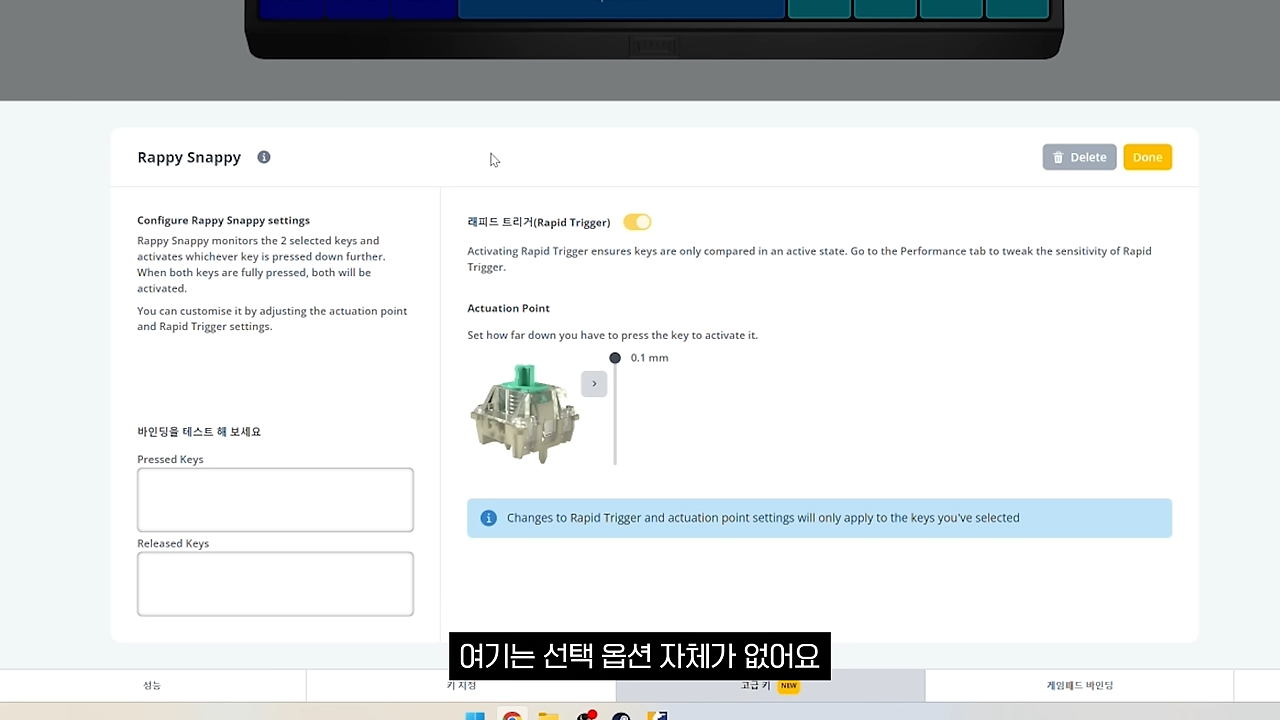 Rappy Snappy
Delete
Done
Configure Rappy Snappy settings
Rappy Snappy monitors the 2 selected keys and
activates whichever key is pressed down further.
When both keys are fully pressed, both will be
activated.
You can customise it by adjusting the actuation point
and Rapid Trigger settings.
바인딩을 테스트 해 보세요
Pressed Keys
Released Keys
래피드 트리거(Rapid Trigger)
Activating Rapid Trigger ensures keys are only compared in an active state. Go to the Performance tab to tweak the sensitivity of Rapid
Trigger.
Actuation Point
Set how far down you have to press the key to activate it.
0.1 mm
Changes to Rapid Trigger and actuation point settings will only apply to the keys you've selected
여기는 선택 옵션 자체가 없어요
성능
키 지정
고급 키 NEW
게임패드 바인딩